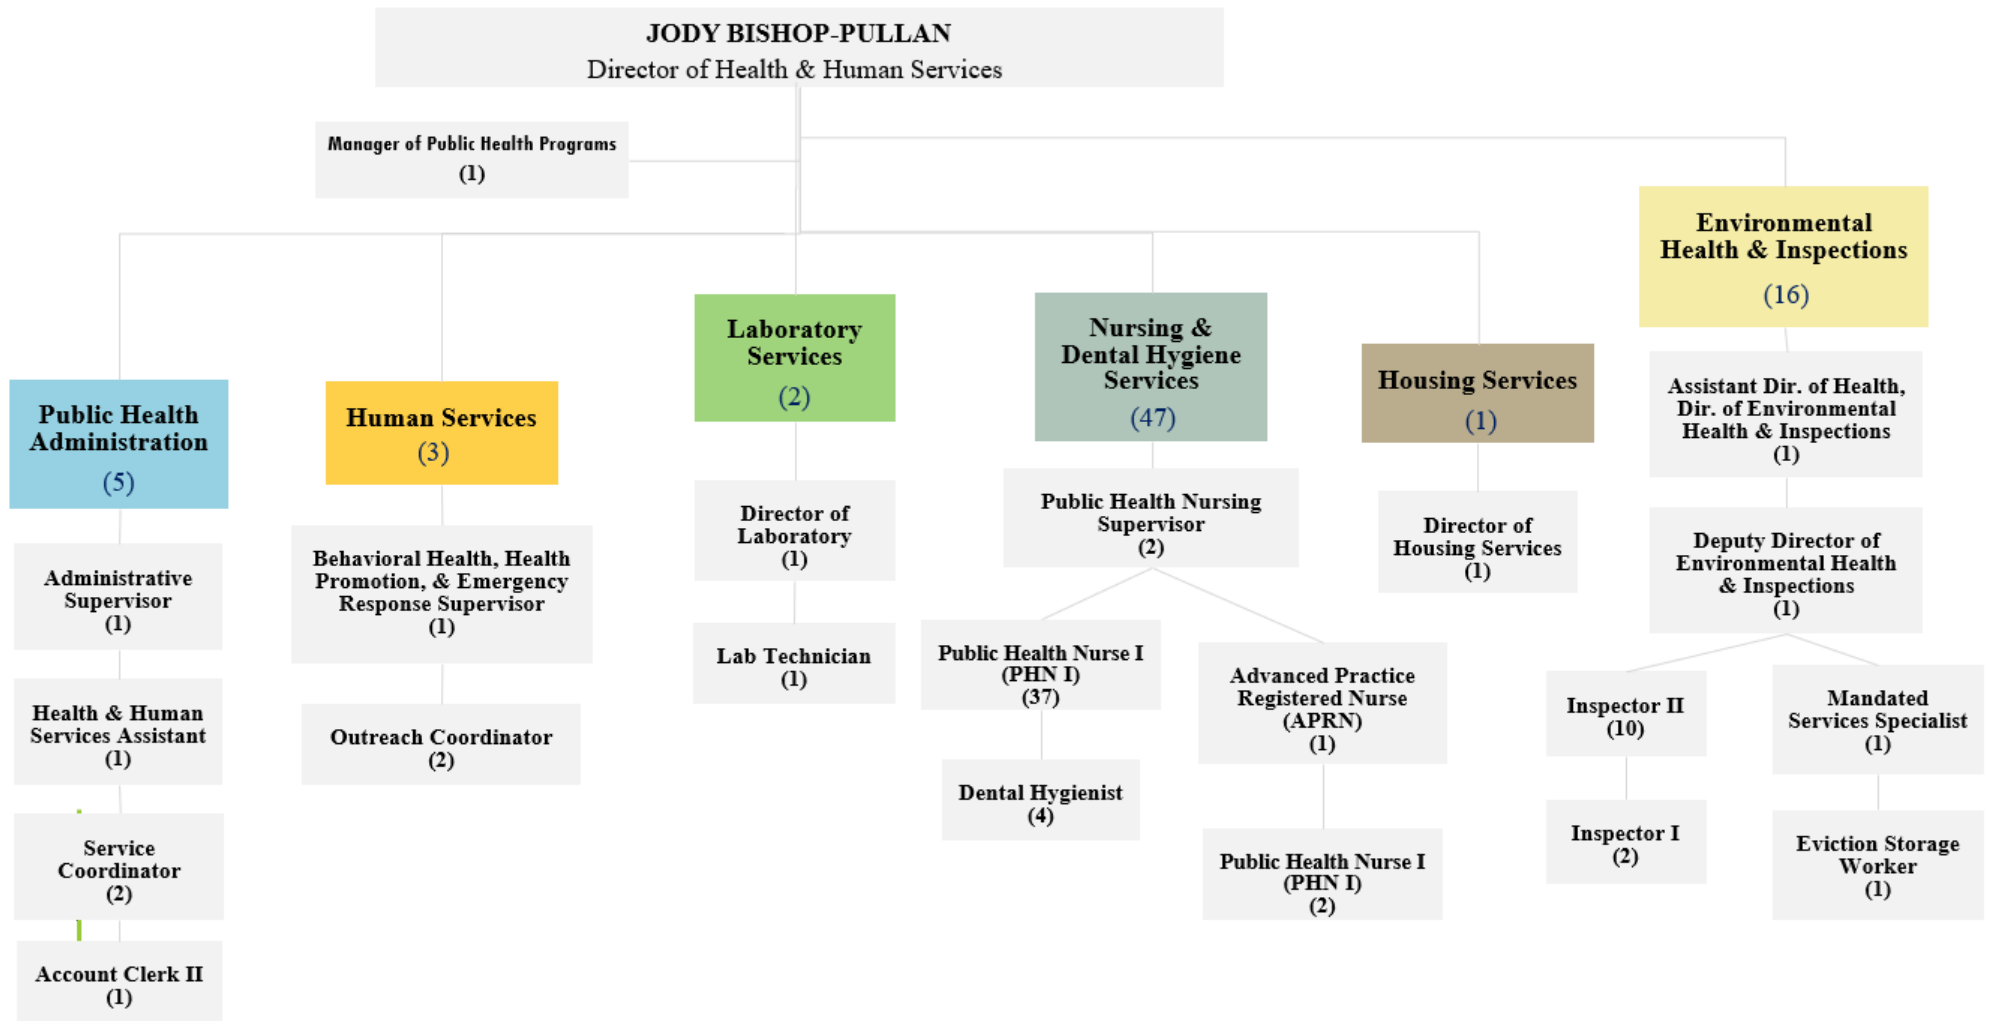 JODY BISHOP-PULLAN
Director of Health & Human Services
Manager of Public Health Programs
(1)
Public Health
Administration
(5)
Administrative
Supervisor
(1)
Health & Human
Services Assistant
(1)
Service
Coordinator
(2)
Account Clerk II
(1)
Human Services
(3)
Behavioral Health, Health
Promotion, & Emergency
Response Supervisor
(1)
Outreach Coordinator
(2)
Laboratory
Services
(2)
Director of
Laboratory
(1)
Lab Technician
(1)
Nursing &
Dental Hygiene
Services
(47)
Public Health Nursing
Supervisor
(2)
Public Health Nurse I
(PHN I)
(37)
Dental Hygienist
(4)
Advanced Practice
Registered Nurse
(APRN)
(1)
Public Health Nurse I
(PHN I)
(2)
Housing Services
(1)
Director of
Housing Services
(1)
Environmental
Health & Inspections
(16)
Assistant Dir. of Health,
Dir. of Environmental
Health & Inspections
(1)
Deputy Director of
Environmental Health
& Inspections
(1)
Inspector II
(10)
Inspector I
(2)
Mandated
Services Specialist
(1)
Eviction Storage
Worker
(1)